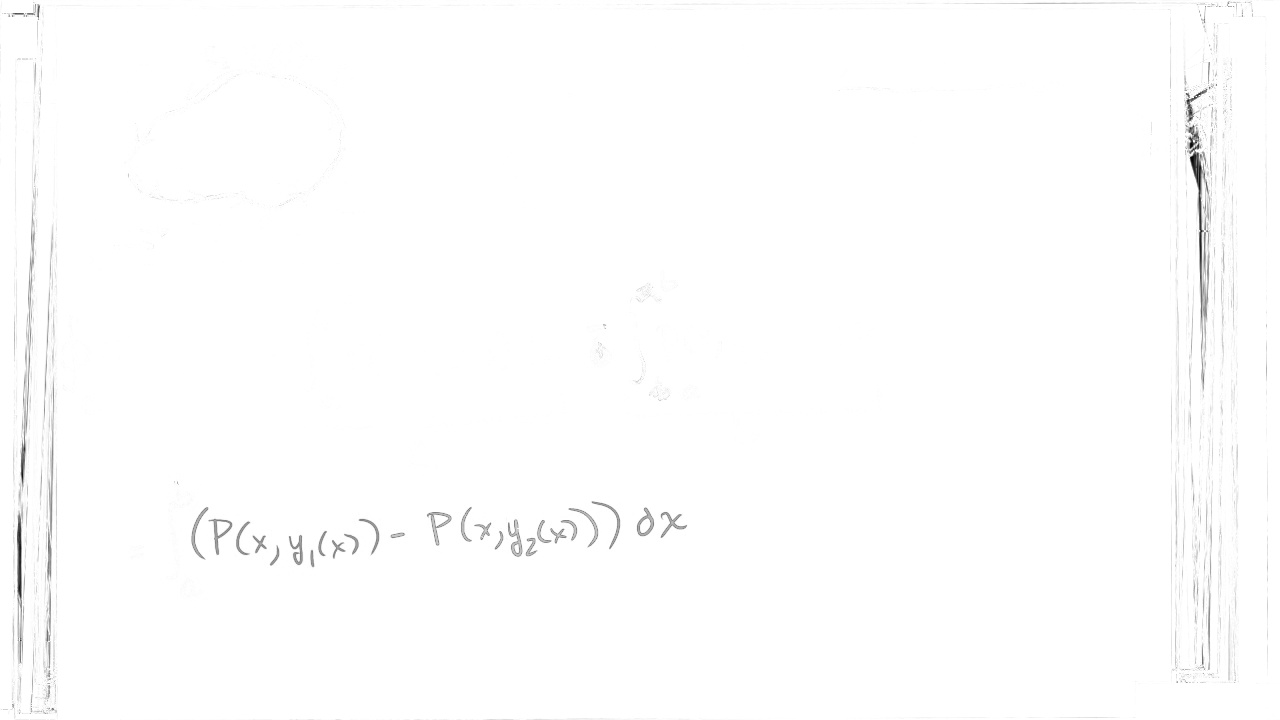 (P(x, y₁(x)) - P(x, y₂(x))) dx